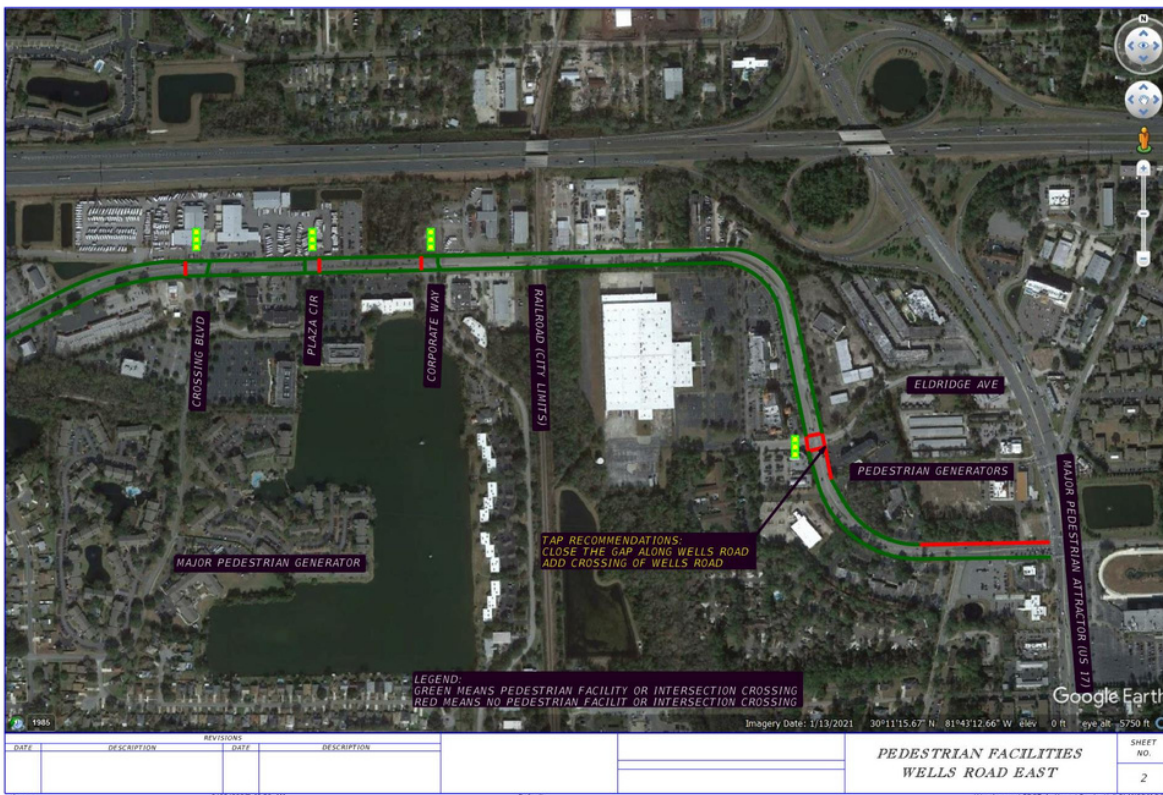 N
CROSSING BLVD
PLAZA CIR
CORPORATE WAY
RAILROAD (CITY LIMITS)
ELDRIDGE AVE
PEDESTRIAN GENERATORS
MAJOR PEDESTRIAN ATTRACTOR (US 17)
TAP RECOMMENDATIONS:
CLOSE THE GAP ALONG WELLS ROAD
ADD CROSSING OF WELLS ROAD
MAJOR PEDESTRIAN GENERATOR
LEGEND:
GREEN MEANS PEDESTRIAN FACILITY OR INTERSECTION CROSSING
RED MEANS NO PEDESTRIAN FACILIT OR INTERSECTION CROSSING
Google Earth
1986
Imagery Date: 1/13/2021 30°11'15.67" N 81°43'12.66" W elev 0 ft eye alt 5750 ft
REVISIONS
DATE DESCRIPTION DATE DESCRIPTION
PEDESTRIAN FACILITIES
WELLS ROAD EAST
SHEET
NO.
2